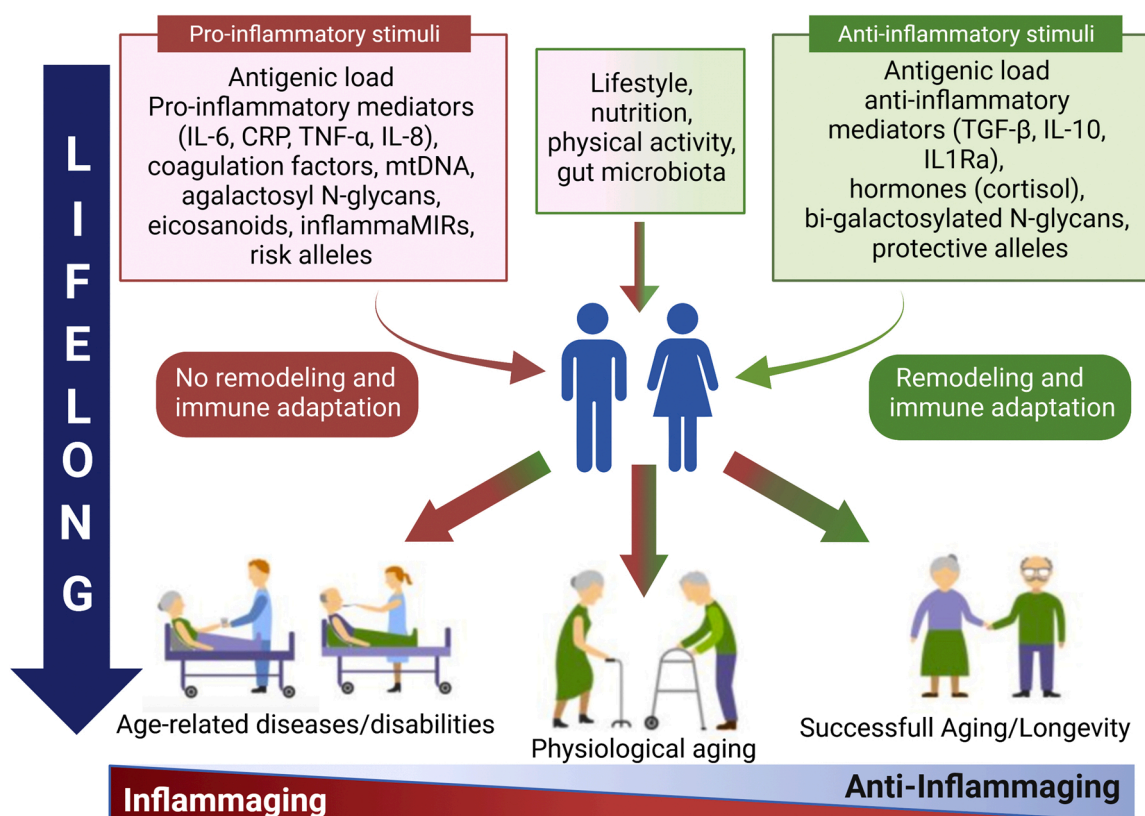 Pro-inflammatory stimuli
Antigenic load
Pro-inflammatory mediators
(IL-6, CRP, TNF-α, IL-8),
coagulation factors, mtDNA,
agalactosyl N-glycans,
eicosanoids, inflammaMIRs,
risk alleles
Lifestyle,
nutrition,
physical activity,
gut microbiota
Anti-inflammatory stimuli
Antigenic load
anti-inflammatory
mediators (TGF-β, IL-10,
IL1Ra),
hormones (cortisol),
bi-galactosylated N-glycans,
protective alleles
LIFELONG
No remodeling and
immune adaptation
Remodeling and
immune adaptation
Age-related diseases/disabilities
Physiological aging
Successfull Aging/Longevity
Inflammaging
Anti-Inflammaging